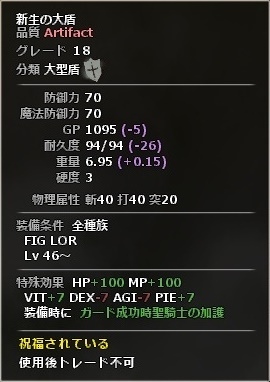 新生の大盾
品質 Artifact
グレード 18
分類 大型盾
防御力 70
魔法防御力 70
GP 1095 (-5)
耐久度 94/94 (-26)
重量 6.95 (+0.15)
硬度 3
物理属性 斬40 打40 突20
装備条件 全種族
FIG LOR
Lv 46～
特殊効果 HP+100 MP+100
VIT+7 DEX-7 AGI-7 PIE+7
装備時に ガード成功時聖騎士の加護
祝福されている
使用後トレード不可